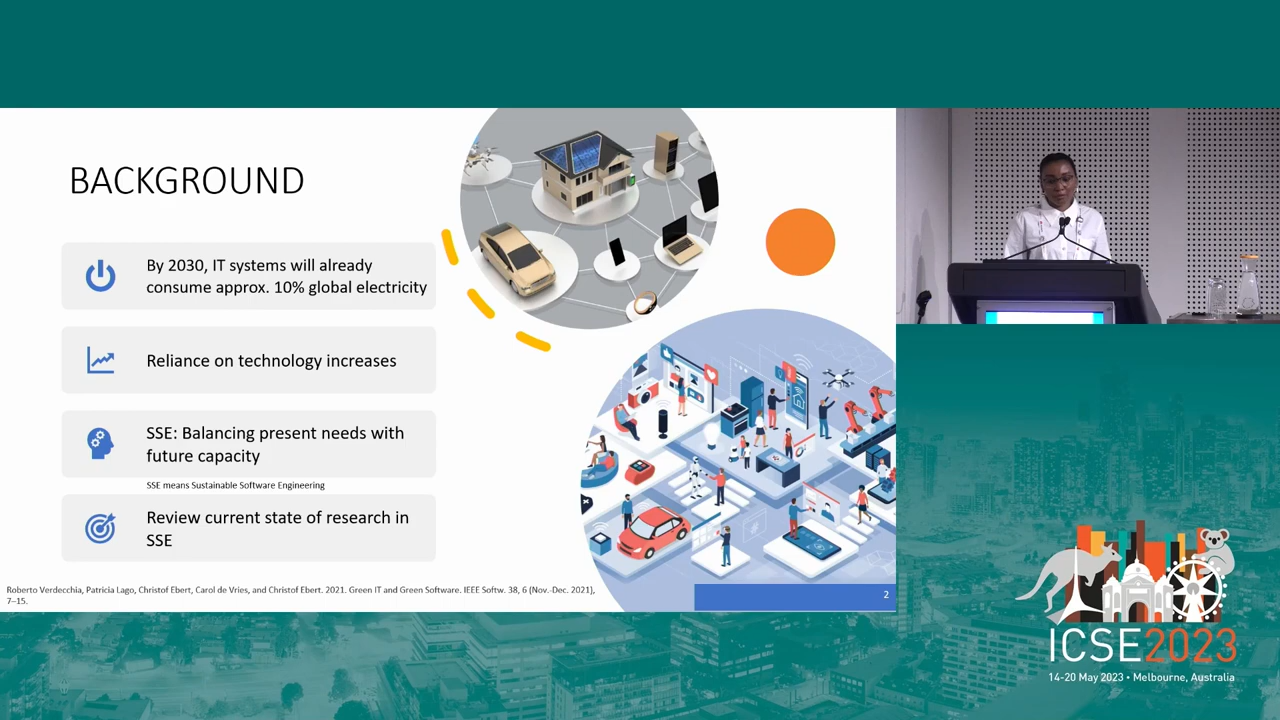 BACKGROUND
By 2030, IT systems will already
consume approx. 10% global electricity
Reliance on technology increases
SSE: Balancing present needs with
future capacity
SSE means Sustainable Software Engineering
Review current state of research in
SSE
Roberto Verdecchia, Patricia Lago, Christof Ebert, Carol de Vries, and Christof Ebert. 2021. Green IT and Green Software. IEEE Softw. 38, 6 (Nov.-Dec. 2021),
7–15.
2
ICSE2023
14-20 May 2023 • Melbourne, Australia